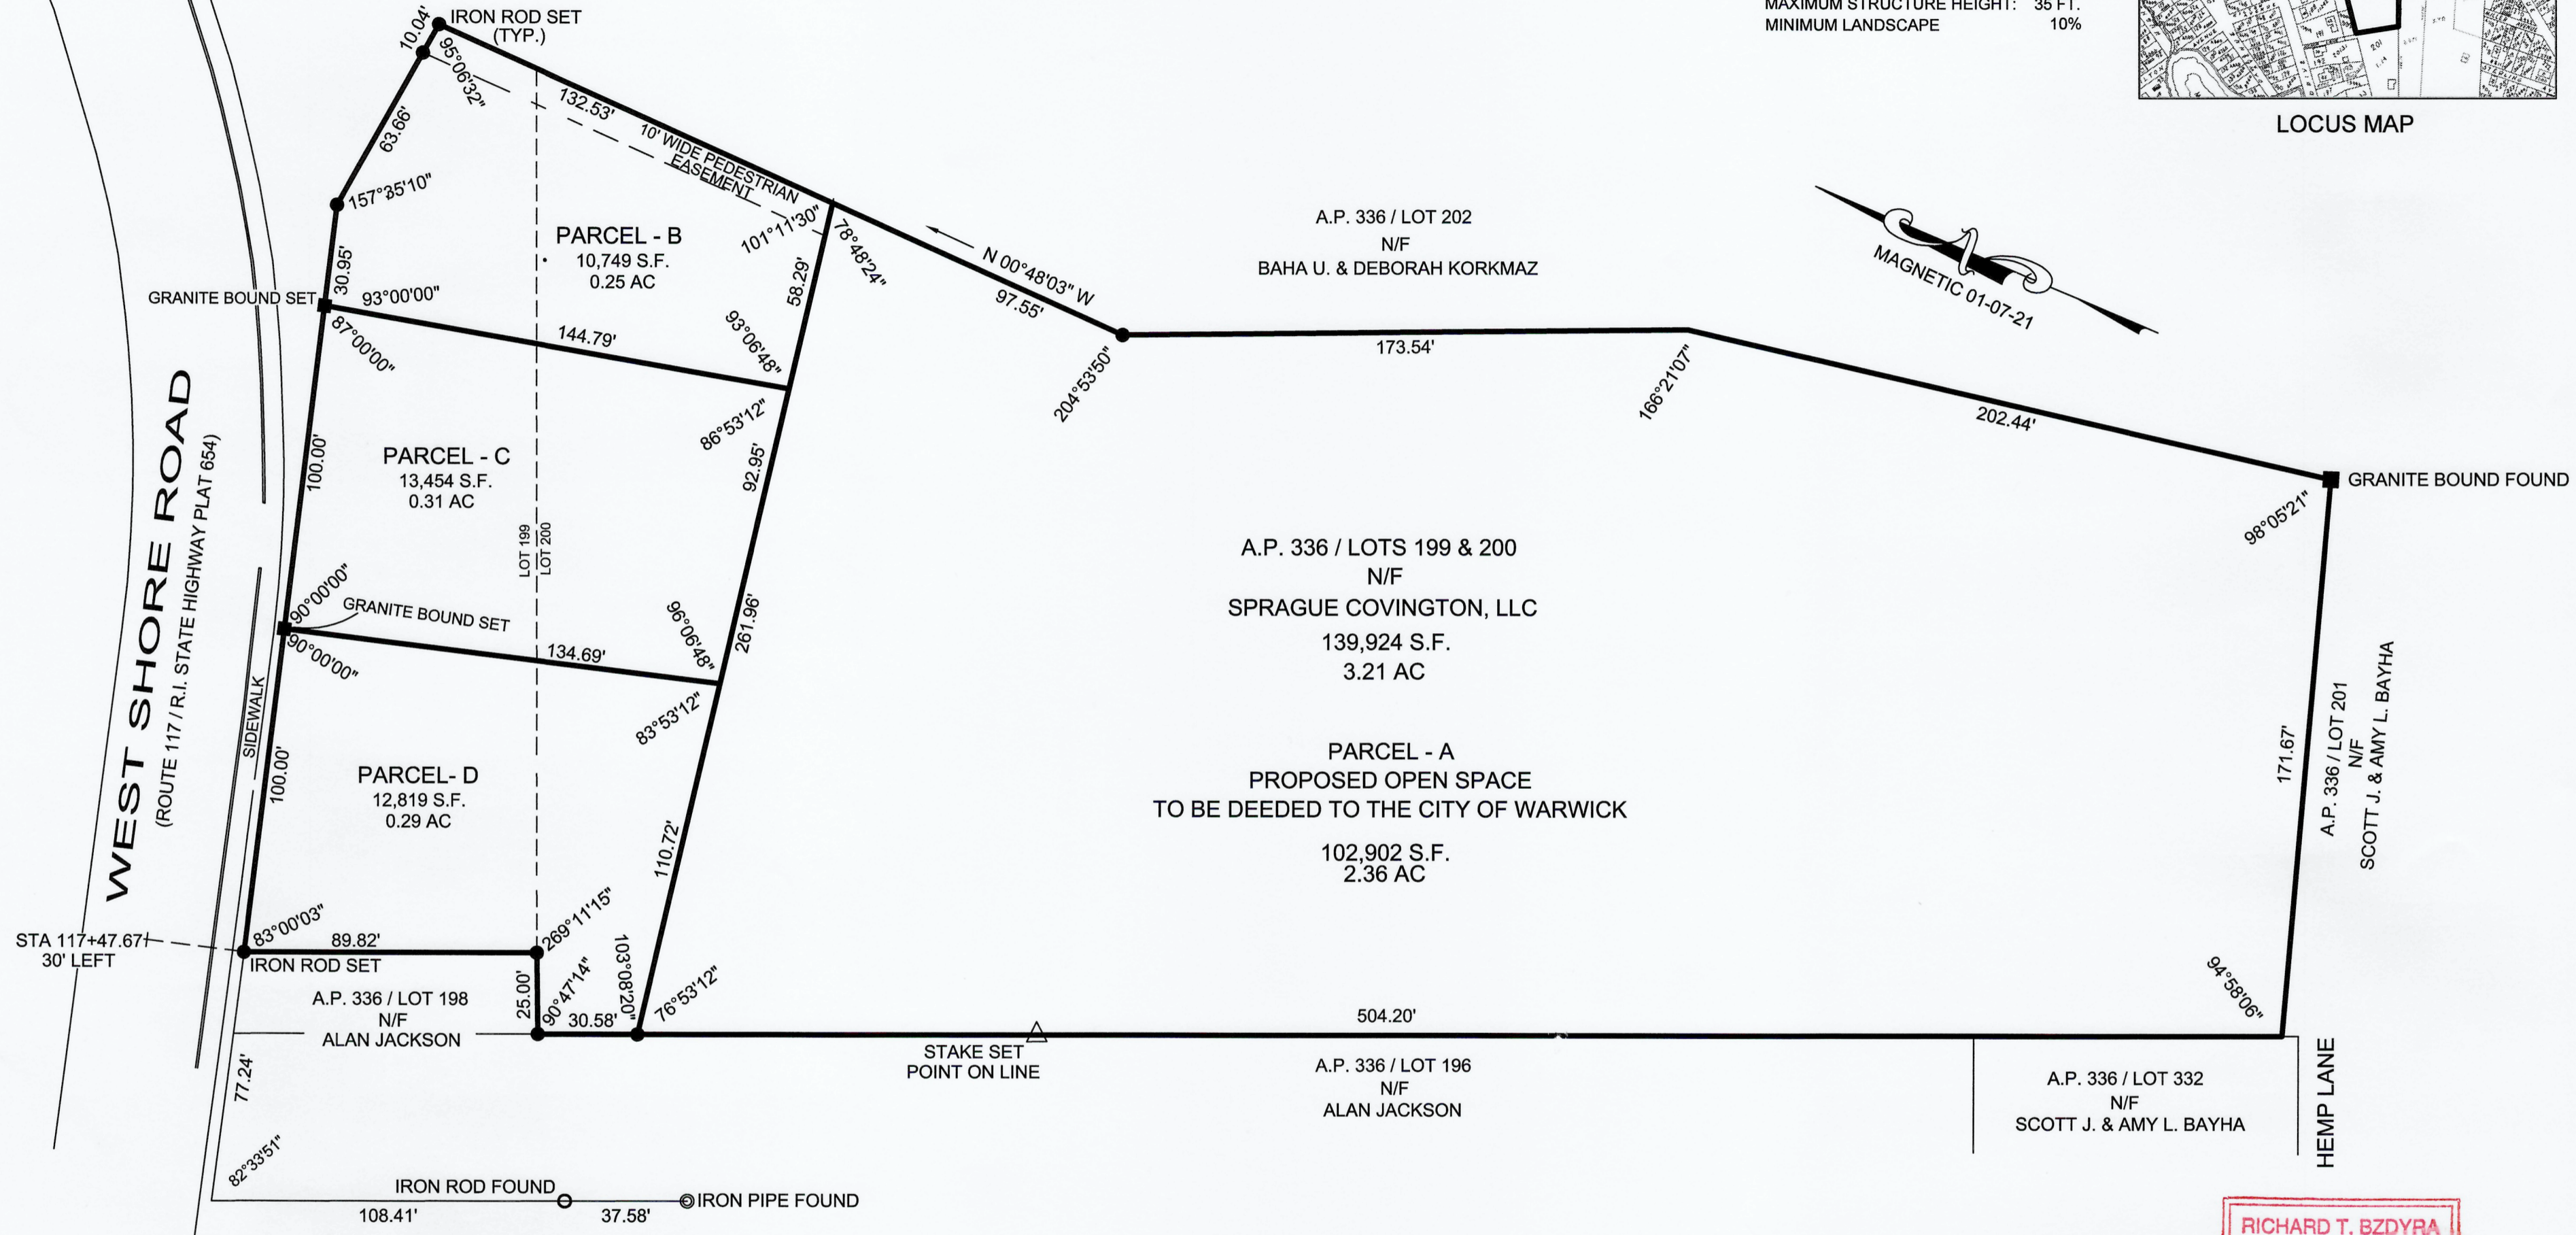 MAXIMUM STRUCTURE HEIGHT: 35 FT.
MINIMUM LANDSCAPE 10%
LOCUS MAP
10.04'
IRON ROD SET
(TYP.)
95°06'32"
132.53'
63.66'
10' WIDE PEDESTRIAN
EASEMENT
157°35'10"
101°11'30"
78°48'24"
PARCEL - B
10,749 S.F.
0.25 AC
30.95'
58.29'
GRANITE BOUND SET
93°00'00"
87°00'00"
144.79'
93°06'48"
86°53'12"
N 00°48'03" W
97.55'
A.P. 336 / LOT 202
N/F
BAHA U. & DEBORAH KORKMAZ
MAGNETIC 01-07-21
204°53'50"
173.54'
166°21'07"
202.44'
GRANITE BOUND FOUND
98°05'21"
WEST SHORE ROAD
(ROUTE 117 / R.I. STATE HIGHWAY PLAT 654)
100.00'
PARCEL - C
13,454 S.F.
0.31 AC
92.95'
LOT 199
LOT 200
90°00'00"
GRANITE BOUND SET
90°00'00"
134.69'
96°06'48"
261.96'
83°53'12"
A.P. 336 / LOTS 199 & 200
N/F
SPRAGUE COVINGTON, LLC
139,924 S.F.
3.21 AC
PARCEL - A
PROPOSED OPEN SPACE
TO BE DEEDED TO THE CITY OF WARWICK
102,902 S.F.
2.36 AC
171.67'
A.P. 336 / LOT 201
N/F
SCOTT J. & AMY L. BAYHA
SIDEWALK
100.00'
PARCEL- D
12,819 S.F.
0.29 AC
110.72'
STA 117+47.67
30' LEFT
83°00'03"
89.82'
269°11'15"
IRON ROD SET
25.00'
90°47'14"
103°08'20"
76°53'12"
30.58'
504.20'
94°58'06"
A.P. 336 / LOT 198
N/F
ALAN JACKSON
STAKE SET
POINT ON LINE
A.P. 336 / LOT 196
N/F
ALAN JACKSON
A.P. 336 / LOT 332
N/F
SCOTT J. & AMY L. BAYHA
HEMP LANE
77.24'
82°33'51"
IRON ROD FOUND
IRON PIPE FOUND
108.41'
37.58'
RICHARD T. BZDYRA